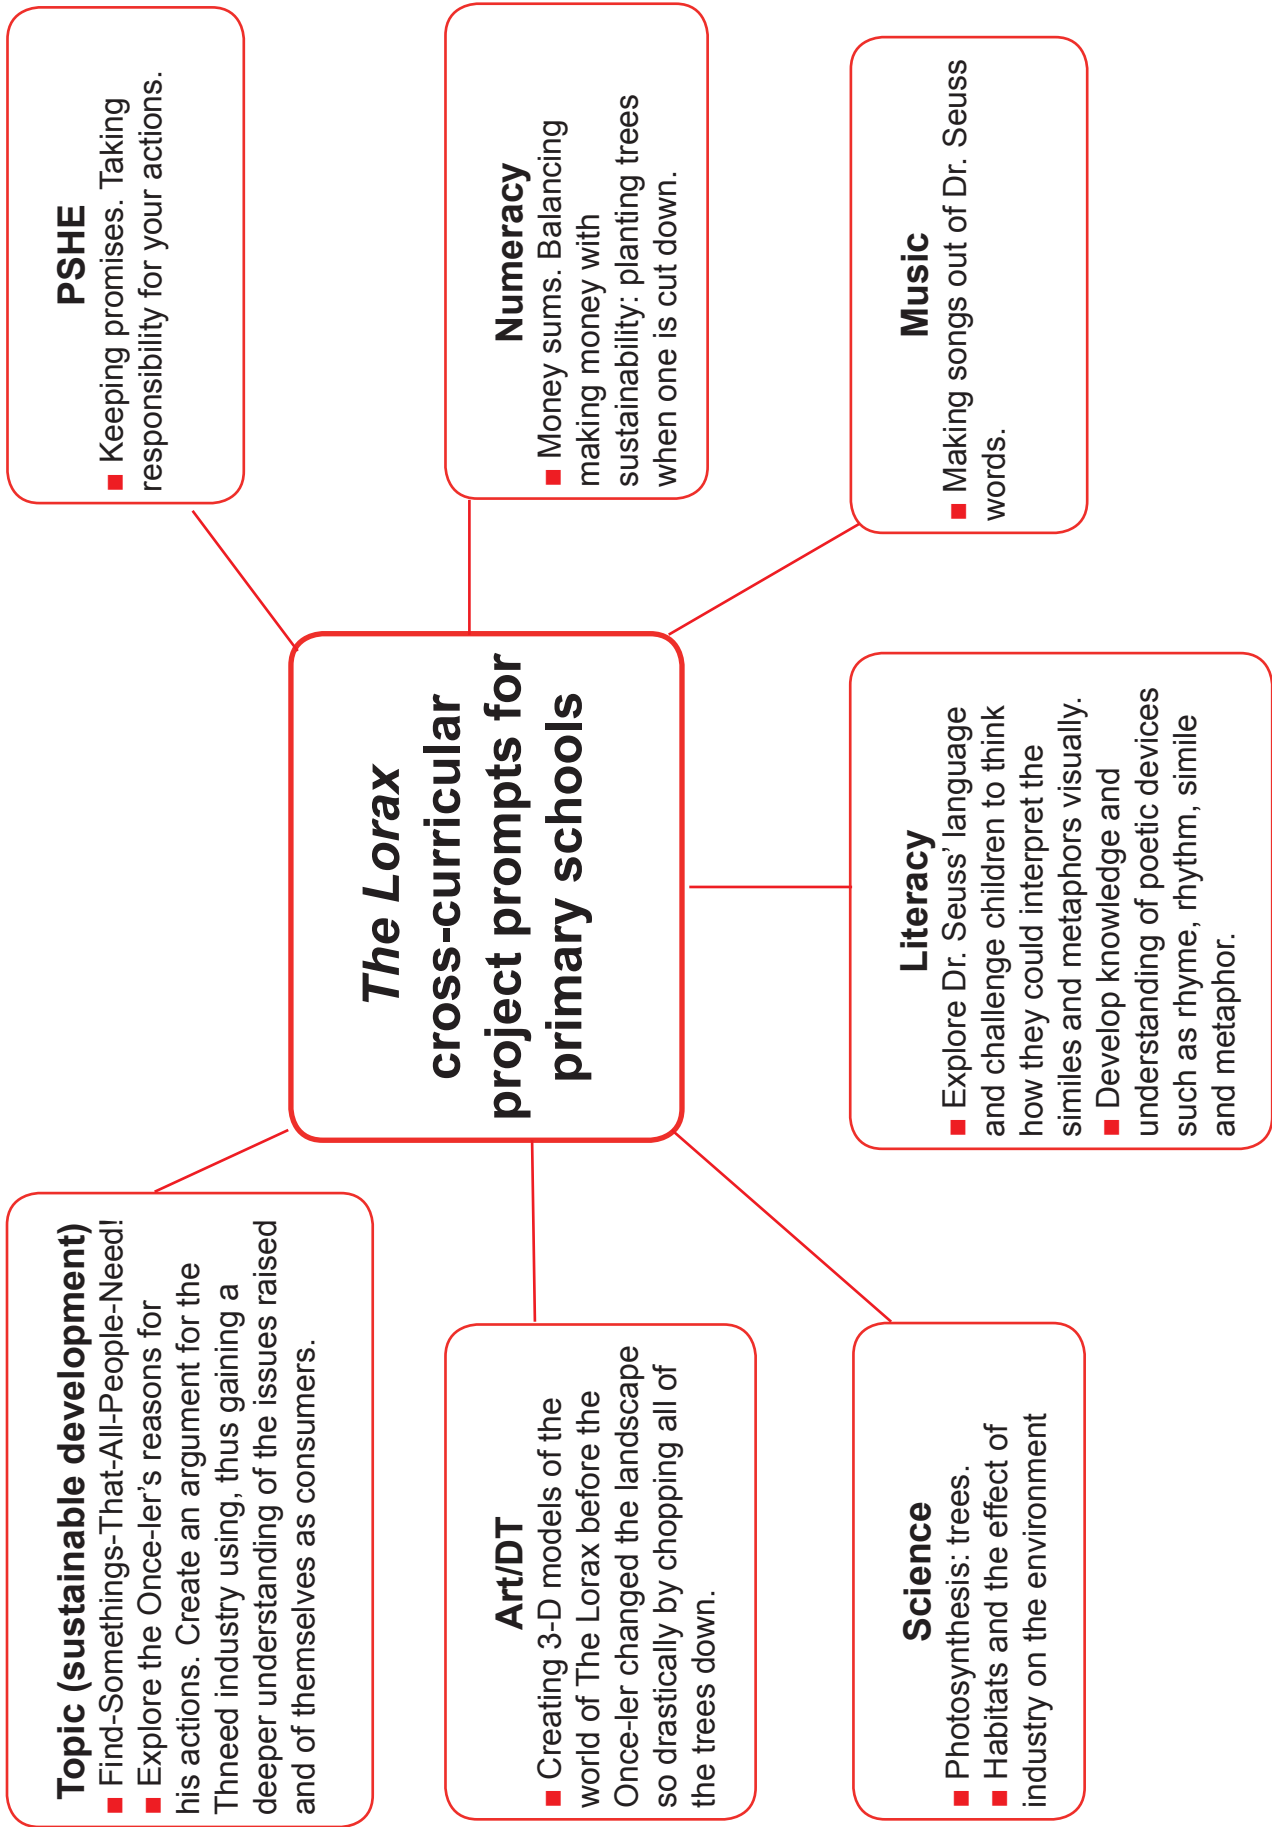 Topic (sustainable development)
■ Find-Somethings-That-All-People-Need!
■ Explore the Once-ler's reasons for
his actions. Create an argument for the
Thneed industry using, thus gaining a
deeper understanding of the issues raised
and of themselves as consumers.
PSHE
■ Keeping promises. Taking
responsibility for your actions.
The Lorax
cross-curricular
project prompts for
primary schools
Art/DT
■ Creating 3-D models of the
world of The Lorax before the
Once-ler changed the landscape
so drastically by chopping all of
the trees down.
Numeracy
■ Money sums. Balancing
making money with
sustainability: planting trees
when one is cut down.
Science
■ Photosynthesis: trees.
■ Habitats and the effect of
industry on the environment
Literacy
■ Explore Dr. Seuss' language
and challenge children to think
how they could interpret the
similes and metaphors visually.
■ Develop knowledge and
understanding of poetic devices
such as rhyme, rhythm, simile
and metaphor.
Music
■ Making songs out of Dr. Seuss
words.